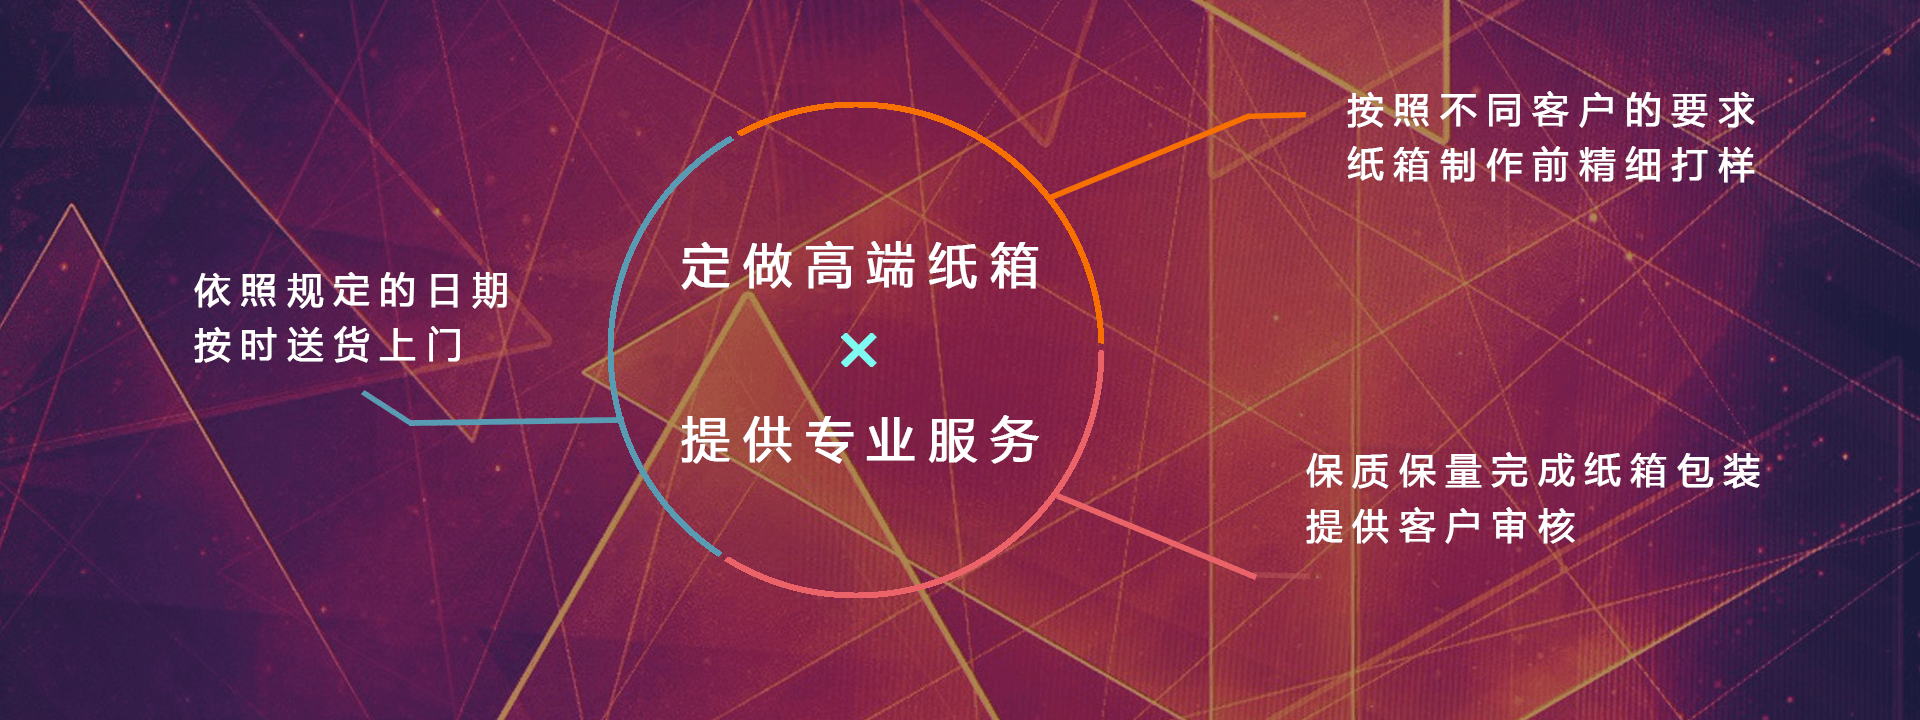 按照不同客户的要求
纸箱制作前精细打样
定做高端纸箱
×
提供专业服务
依照规定的日期
按时送货上门
保质保量完成纸箱包装
提供客户审核